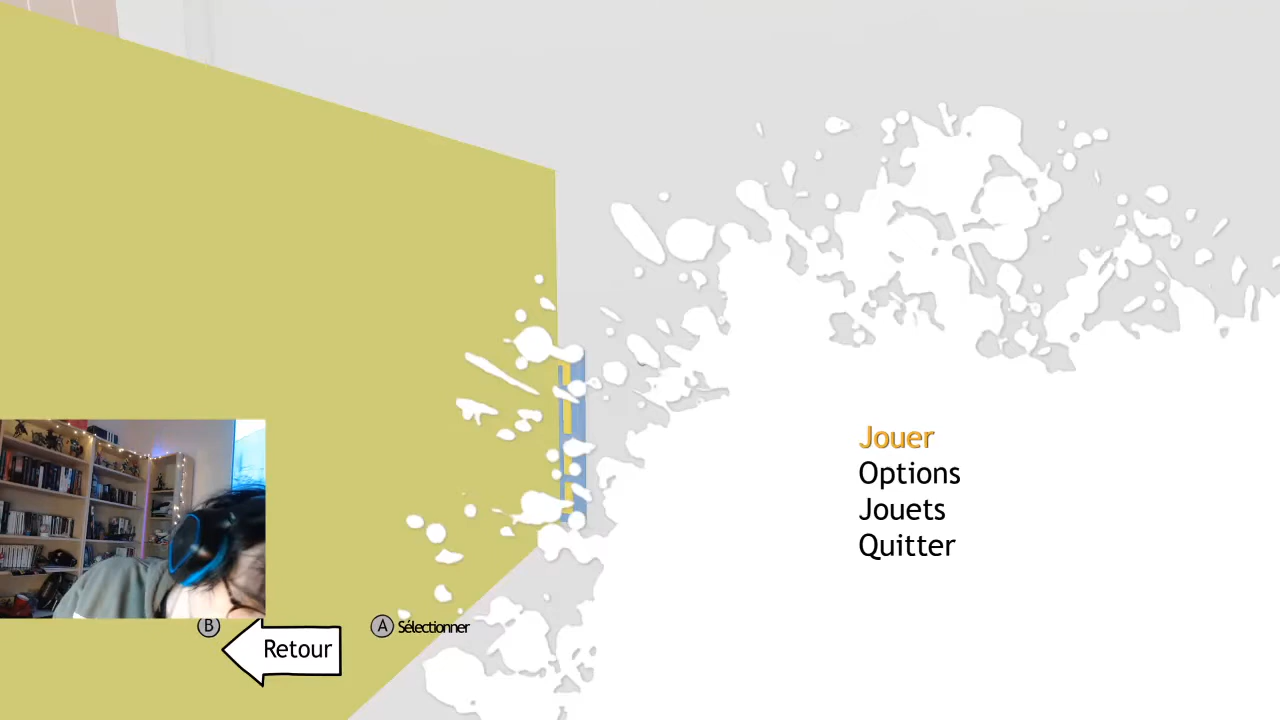 Jouer
Options
Jouets
Quitter
B
A Sélectionner
Retour